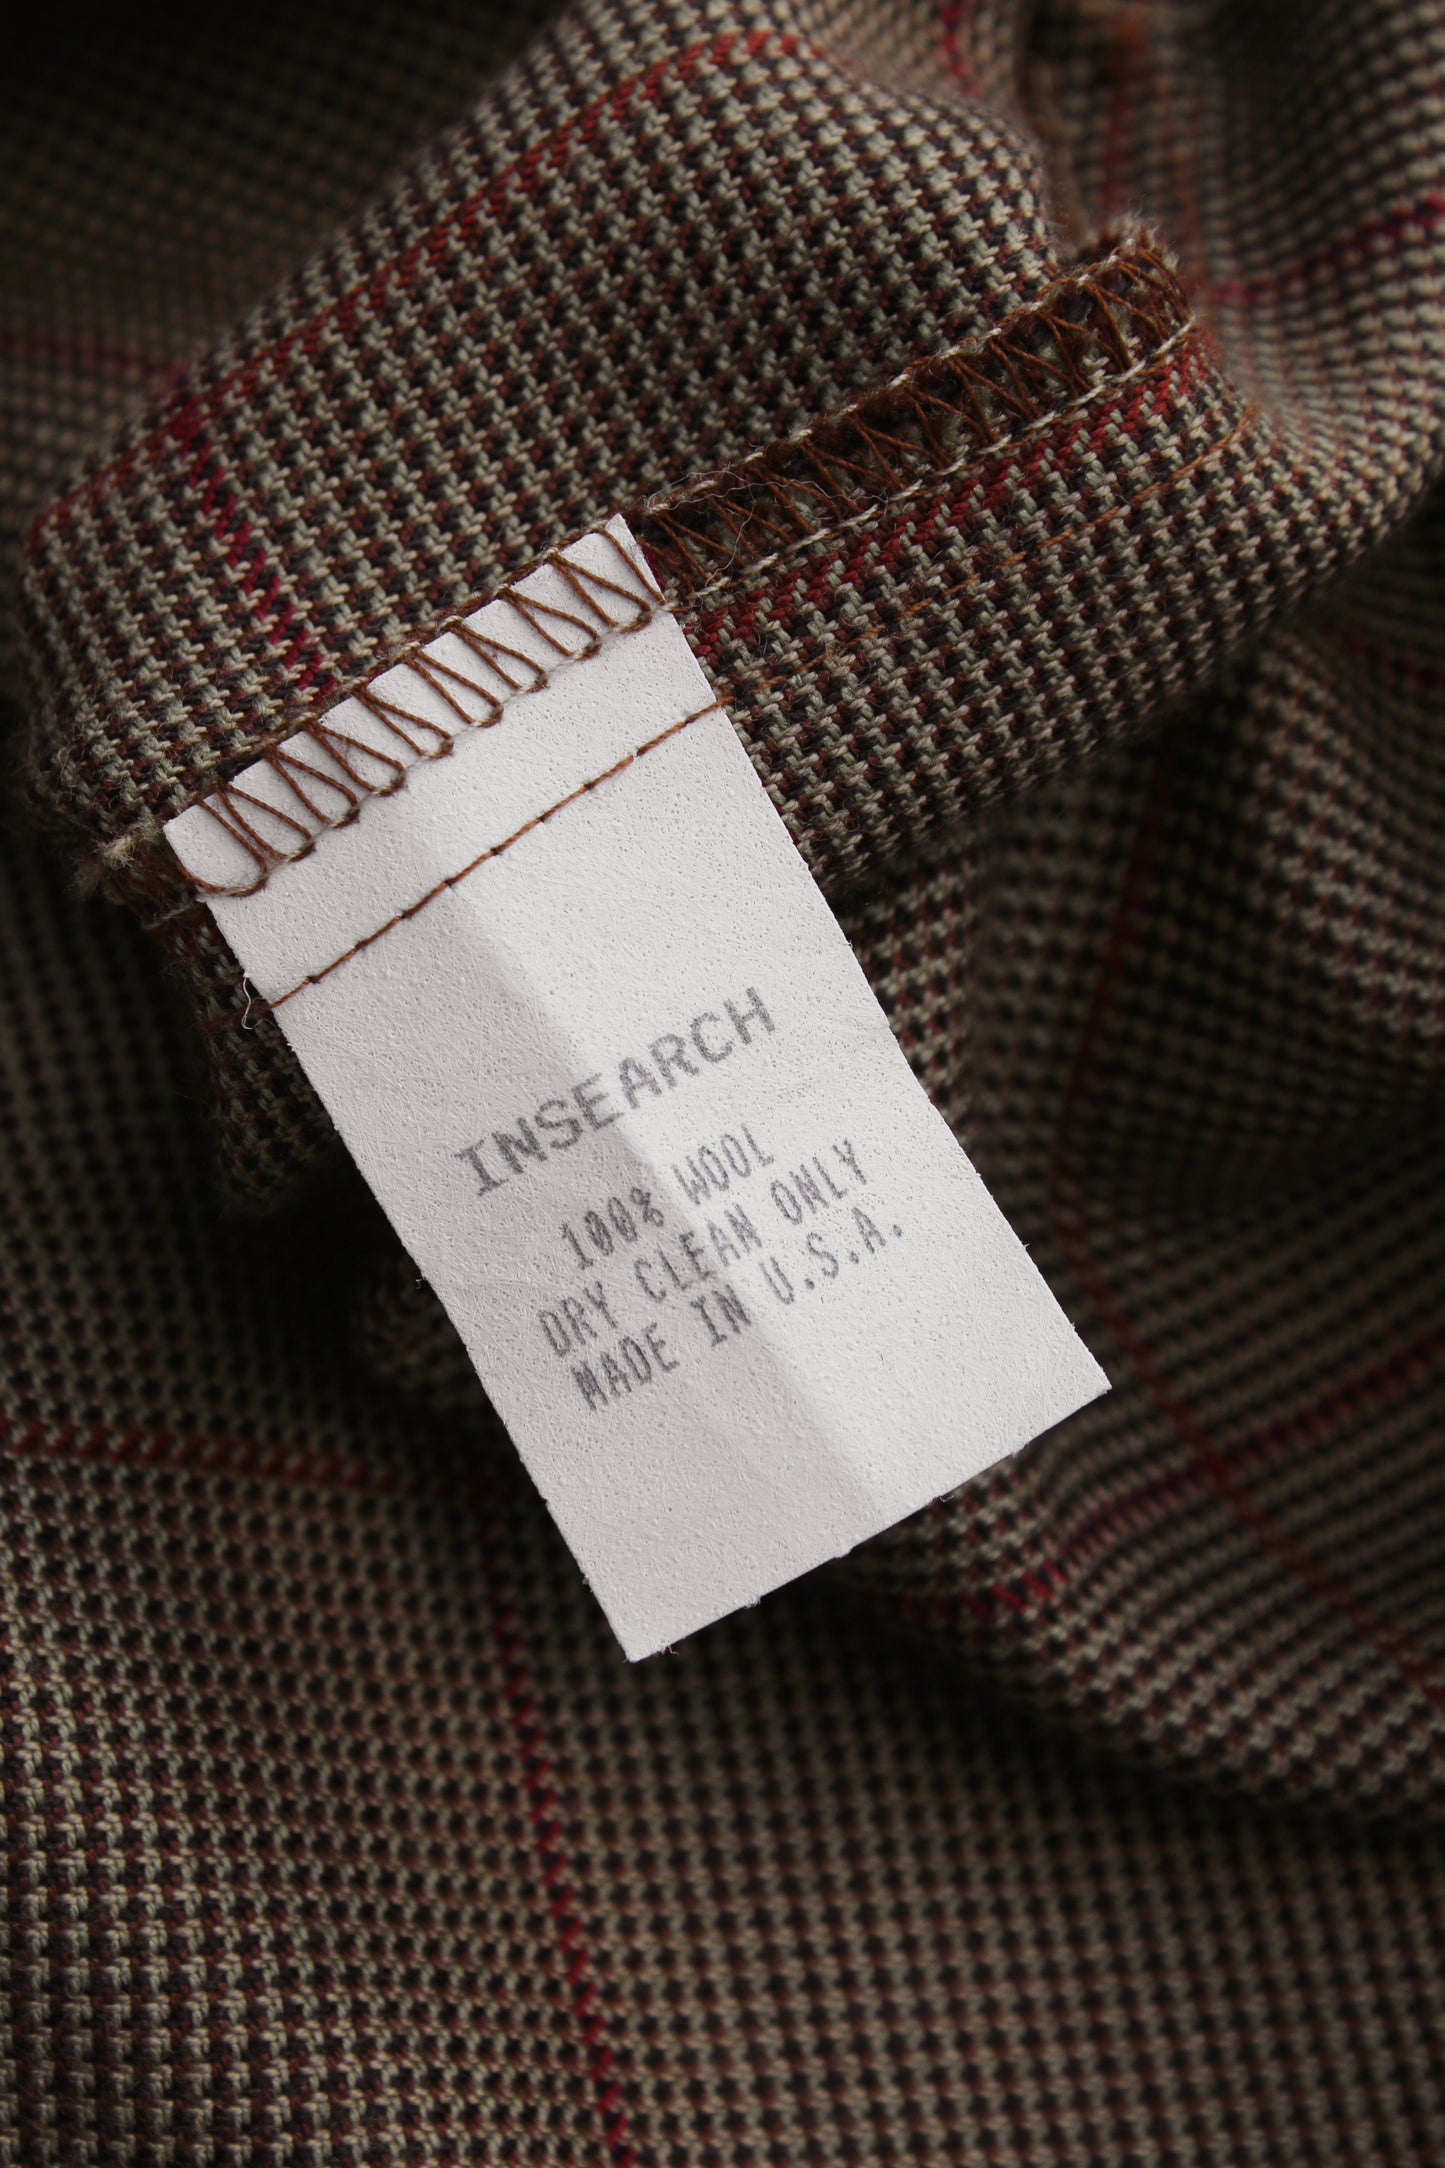 INSEARCH
100% WOOL
DRY CLEAN ONLY
MADE IN U.S.A.